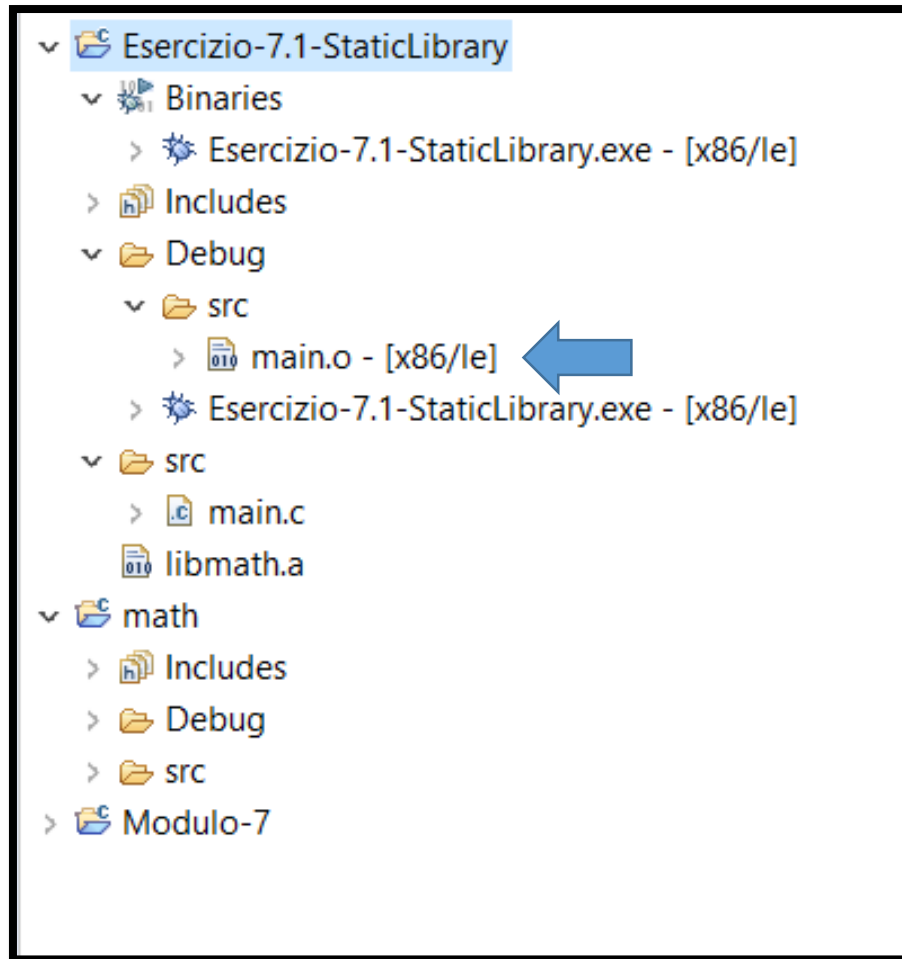 Esercizio-7.1-StaticLibrary
Binaries
Esercizio-7.1-StaticLibrary.exe - [x86/le]
Includes
Debug
src
main.o - [x86/le]
Esercizio-7.1-StaticLibrary.exe - [x86/le]
src
main.c
libmath.a
math
Includes
Debug
src
Modulo-7